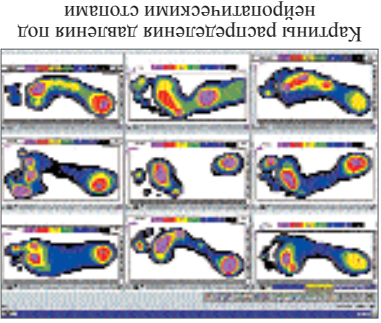 Картины распределения давления под
нейропатическими стопами